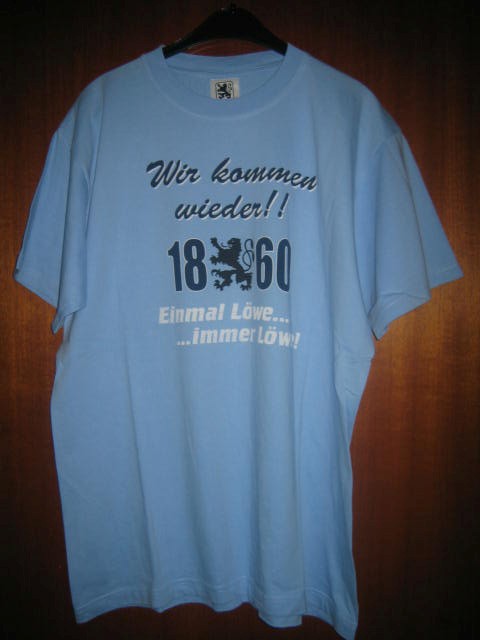 Wir kommen
wieder!!
18 60
Einmal Löwe...
...immer Löwe!